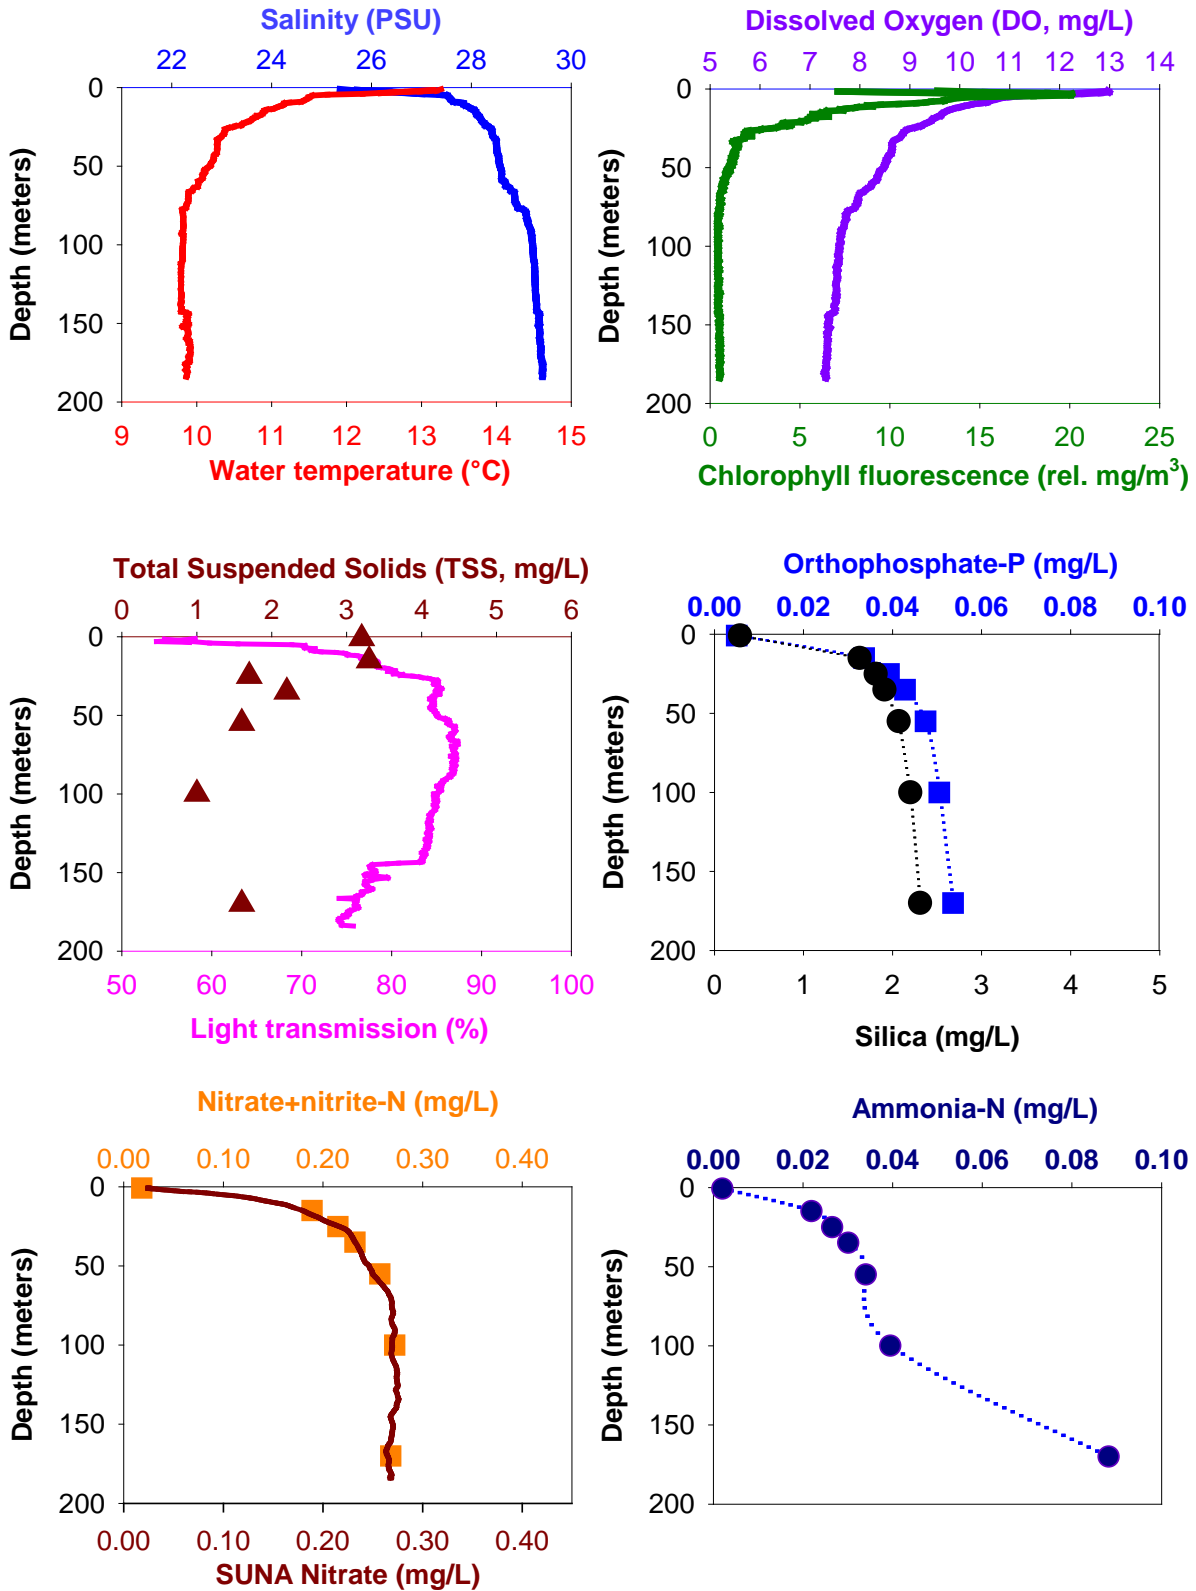 Salinity (PSU)
22 24 26 28 30
0
50
100
150
200
Depth (meters)
9 10 11 12 13 14 15
Water temperature (°C)
Dissolved Oxygen (DO, mg/L)
5 6 7 8 9 10 11 12 13 14
0
50
100
150
200
Depth (meters)
0 5 10 15 20 25
Chlorophyll fluorescence (rel. mg/m³)
Total Suspended Solids (TSS, mg/L)
0 1 2 3 4 5 6
0
50
100
150
200
Depth (meters)
50 60 70 80 90 100
Light transmission (%)
Orthophosphate-P (mg/L)
0.00 0.02 0.04 0.06 0.08 0.10
0
50
100
150
200
Depth (meters)
0 1 2 3 4 5
Silica (mg/L)
Nitrate+nitrite-N (mg/L)
0.00 0.10 0.20 0.30 0.40
0
50
100
150
200
Depth (meters)
0.00 0.10 0.20 0.30 0.40
SUNA Nitrate (mg/L)
Ammonia-N (mg/L)
0.00 0.02 0.04 0.06 0.08 0.10
0
50
100
150
200
Depth (meters)